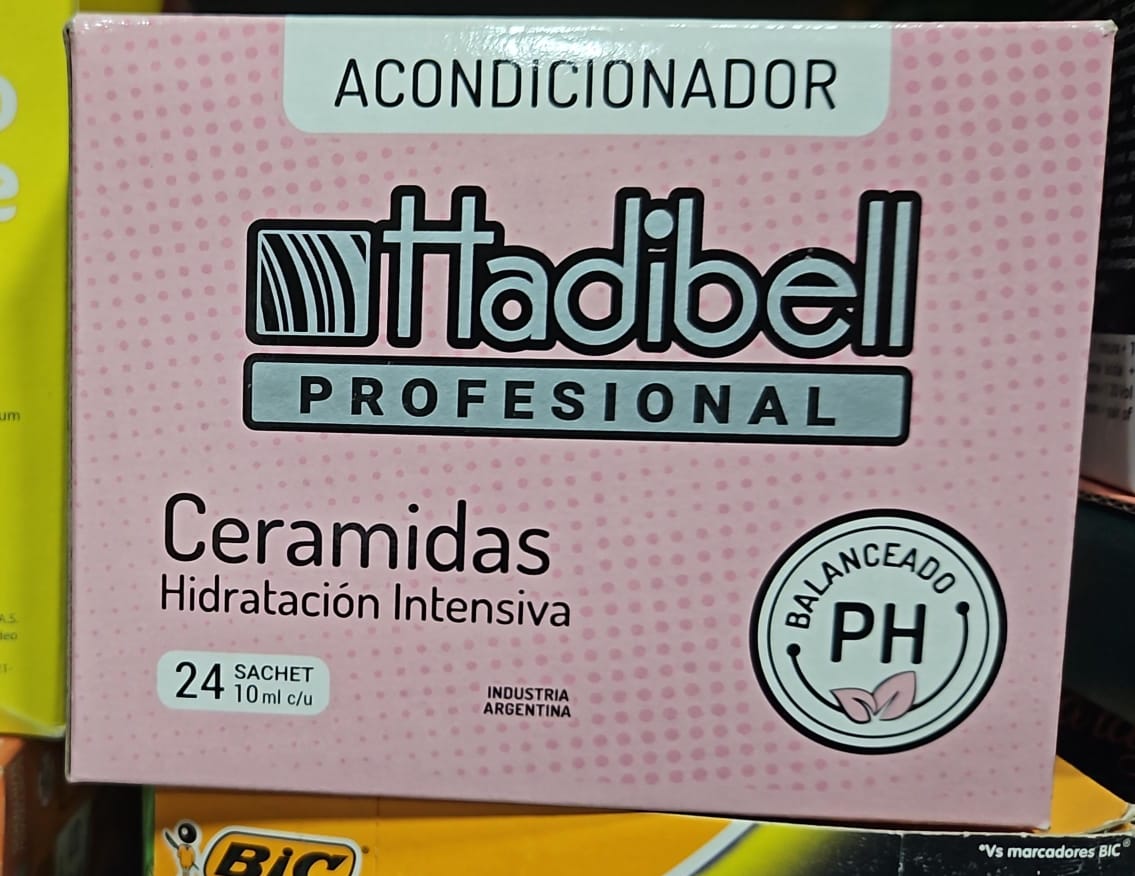 ACONDICIONADOR
Hadibell
PROFESIONAL
Ceramidas
Hidratación Intensiva
24 SACHET
10 ml c/u
INDUSTRIA
ARGENTINA
BALANCEADO
PH
BIC
*Vs marcadores BIC®